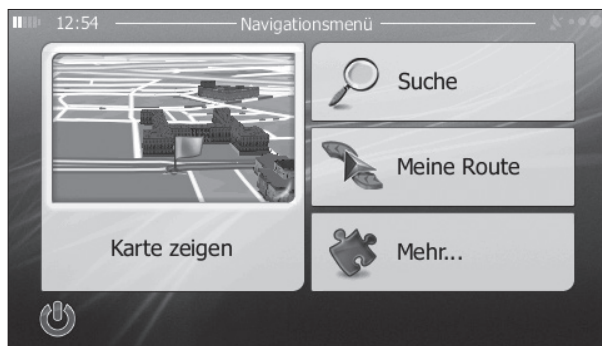 12:54
Navigationsmenü
Suche
Meine Route
Mehr...
Karte zeigen